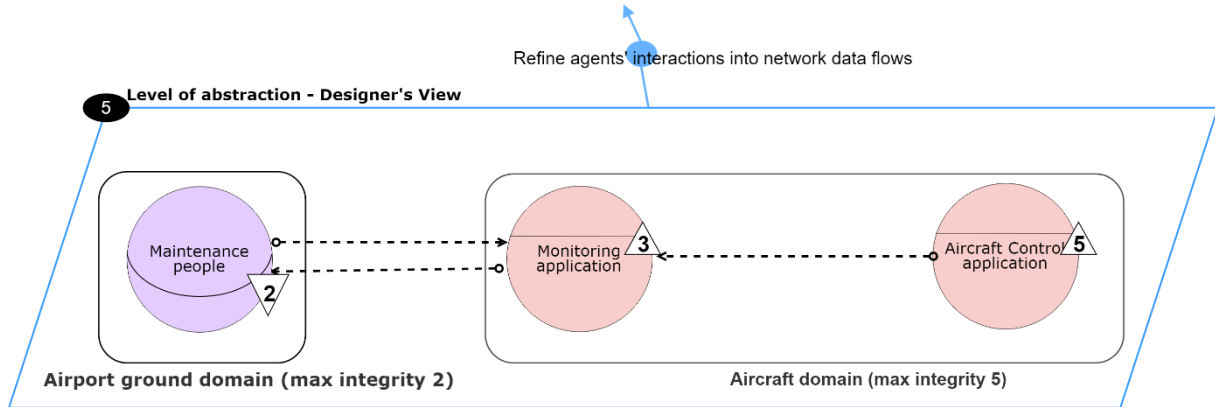 Refine agents' interactions into network data flows
5
Level of abstraction - Designer's View
Maintenance
people
2
Monitoring
application
3
Aircraft Control
application
5
Airport ground domain (max integrity 2)
Aircraft domain (max integrity 5)